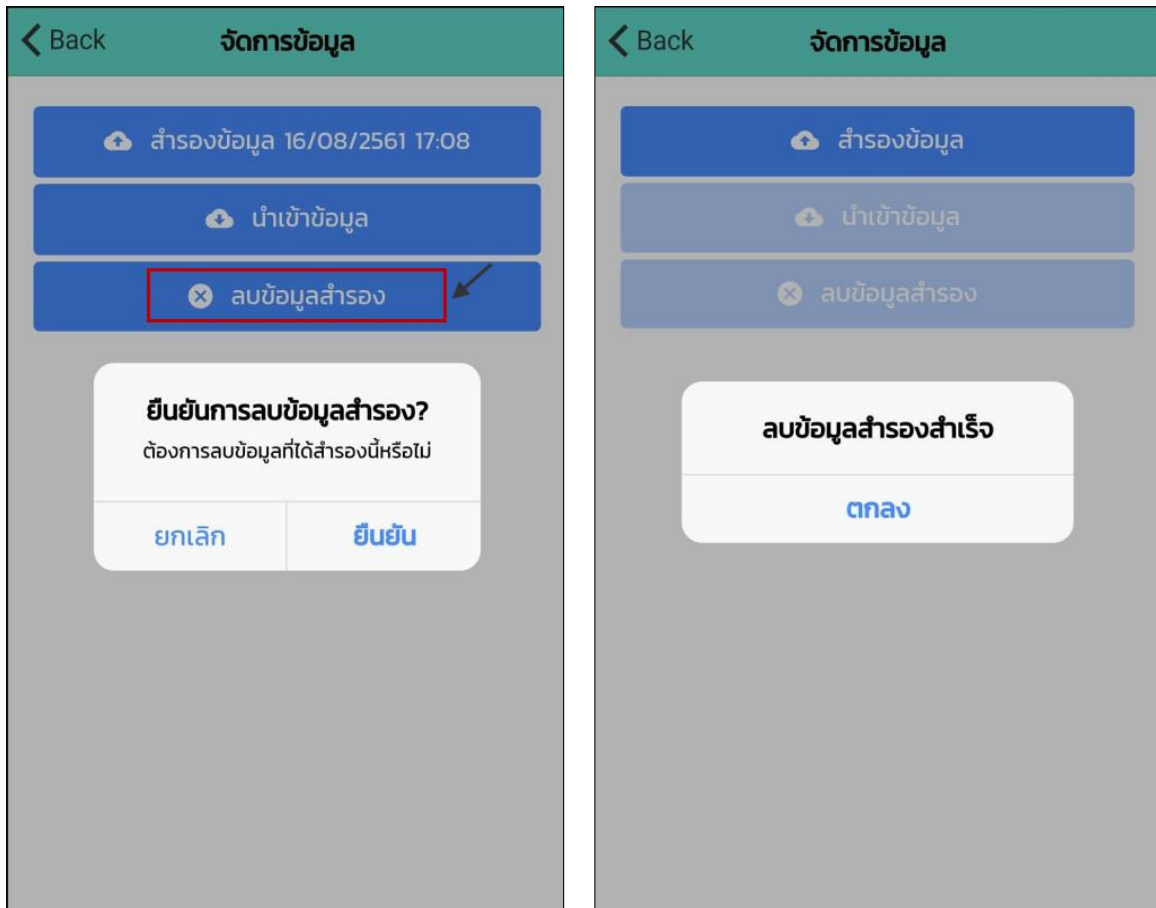 Back
จัดการข้อมูล
สำรองข้อมูล 16/08/2561 17:08
นำเข้าข้อมูล
ลบข้อมูลสำรอง
ยืนยันการลบข้อมูลสำรอง?
ต้องการลบข้อมูลที่ได้สำรองนี้หรือไม่
ยกเลิก
ยืนยัน
Back
จัดการข้อมูล
สำรองข้อมูล
นำเข้าข้อมูล
ลบข้อมูลสำรอง
ลบข้อมูลสำรองสำเร็จ
ตกลง